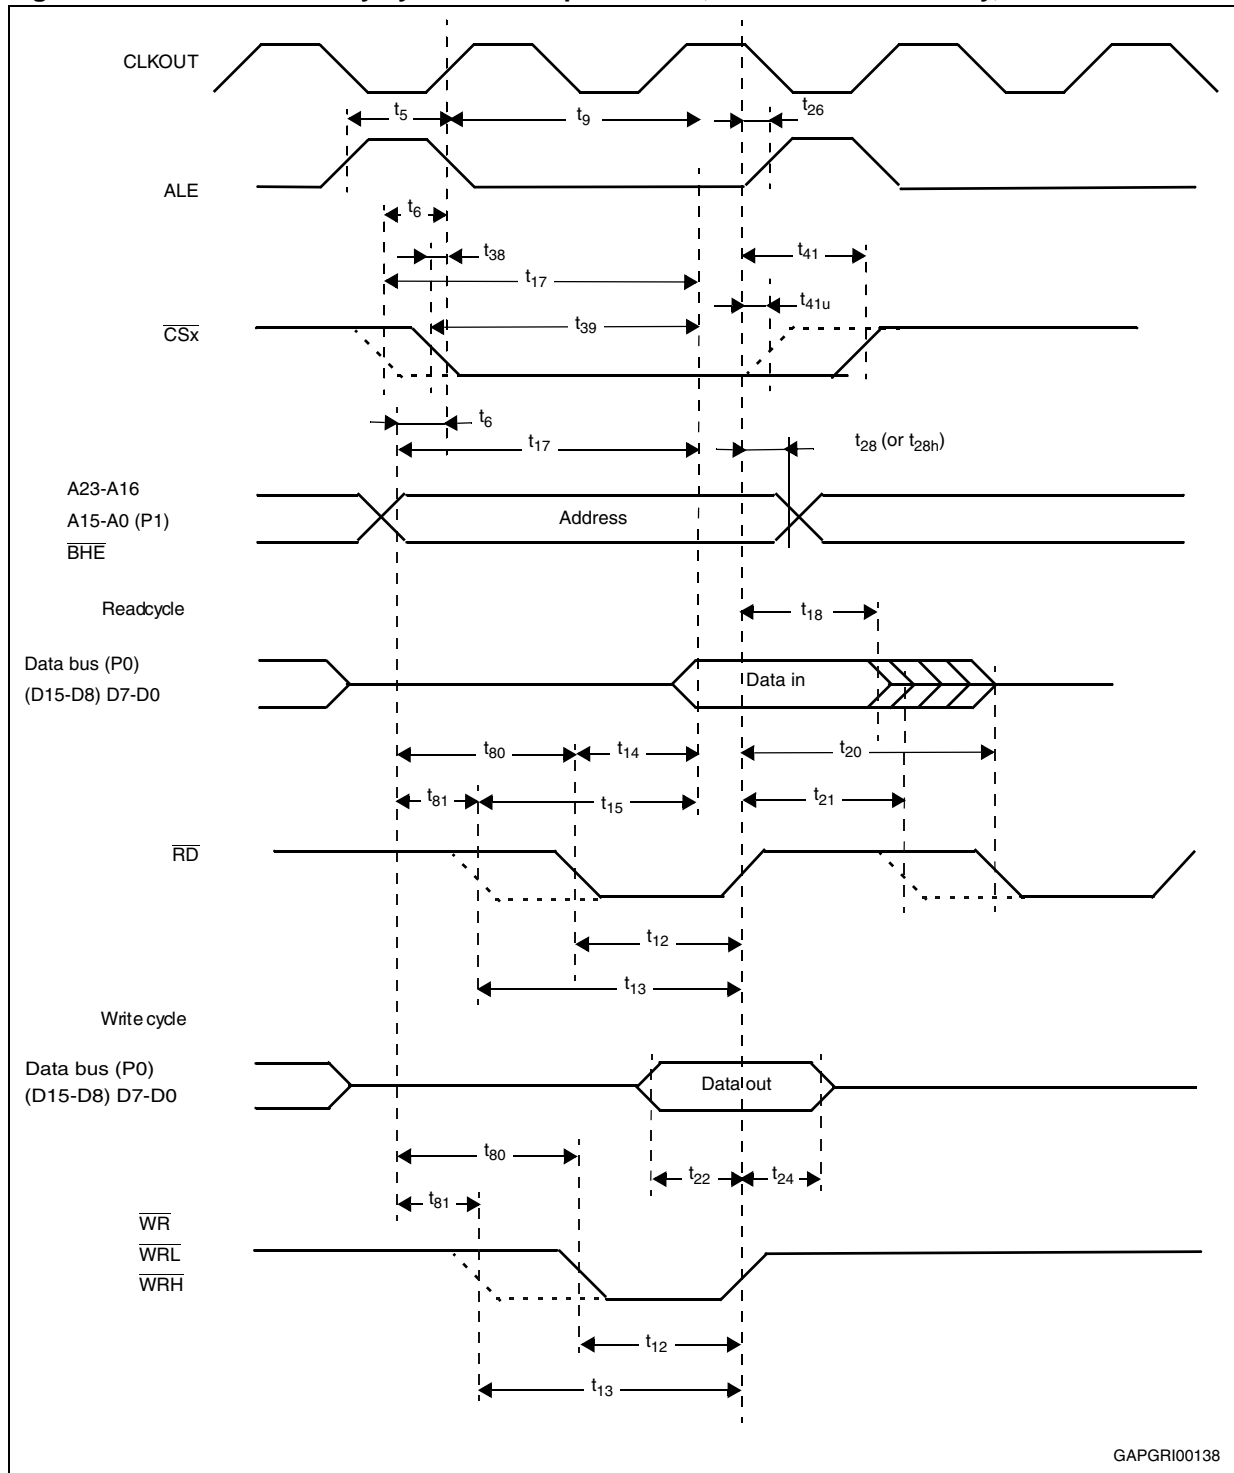 CLKOUT
t5
t9
t26
ALE
t6
t38
t41
t17
t41u
CSx
t39
t6
t17
t28 (or t28h)
A23-A16
A15-A0 (P1)
Address
BHE
Readcycle
t18
Data bus (P0)
Data in
(D15-D8) D7-D0
t80
t14
t20
t81
t15
t21
RD
t12
t13
Write cycle
Data bus (P0)
Data out
(D15-D8) D7-D0
t80
t22
t24
t81
WR
WRL
WRH
t12
t13
GAPGRI00138